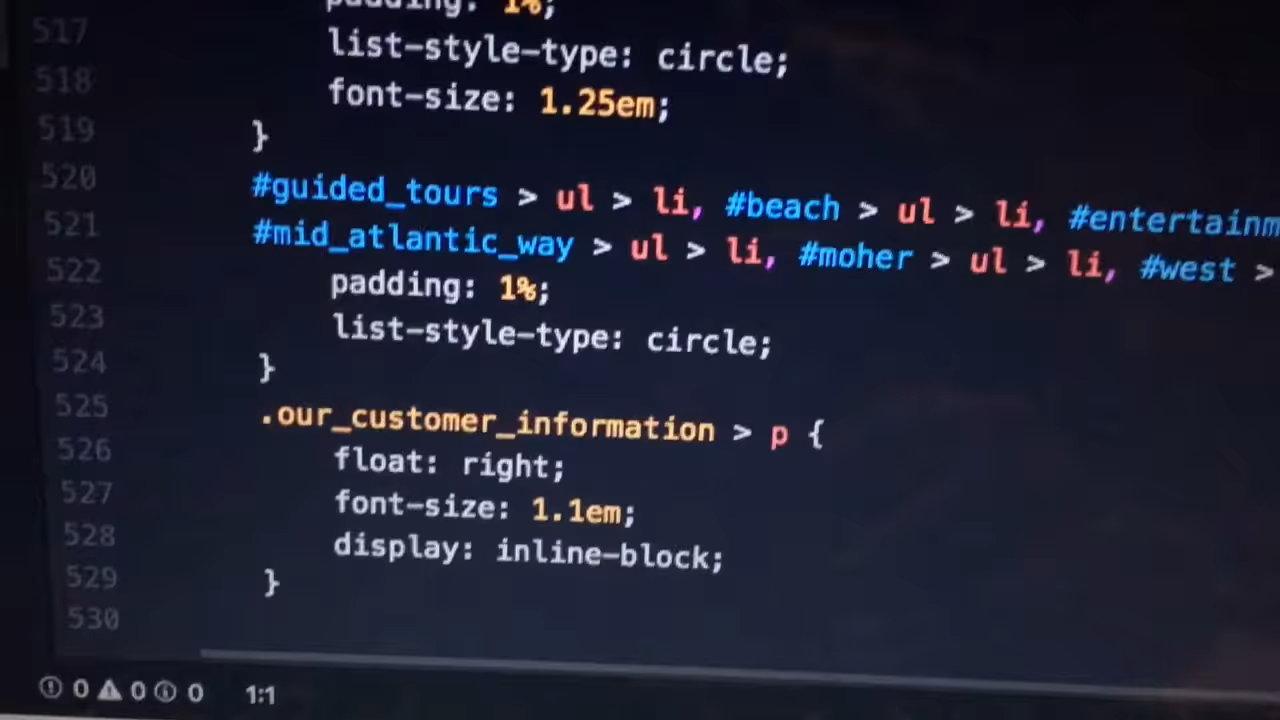 padding: 1%;
517 list-style-type: circle;
518 font-size: 1.25em;
519 }
520 #guided_tours > ul > li, #beach > ul > li,
521 #mid_atlantic_way > ul > li, #moher > ul > li, #west >
522 padding: 1%;
523 list-style-type: circle;
524 }
525 .our_customer_information > p {
526 float: right;
527 font-size: 1.1em;
528 display: inline-block;
529 }
530
0 0 0 1:1